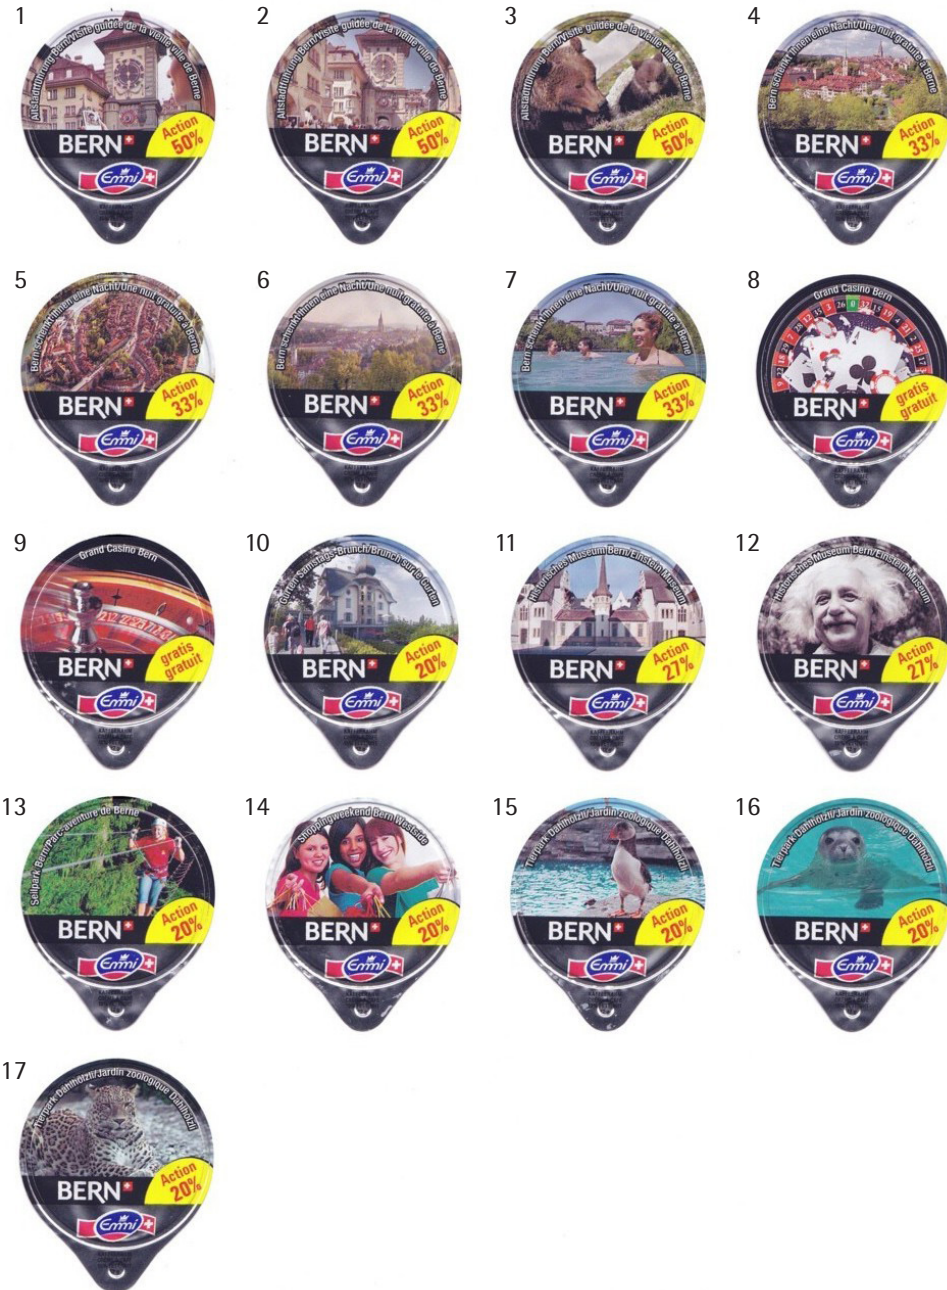 1
Altstadtführung Bern/Visite guidée de la vieille ville de Berne
BERN
Action
50%
Emmi
2
Altstadtführung Bern/Visite guidée de la vieille ville de Berne
BERN
Action
50%
Emmi
3
Altstadtführung Bern/Visite guidée de la vieille ville de Berne
BERN
Action
50%
Emmi
4
Bern schenkt Ihnen eine Nacht/Une nuit gratuite à Berne
BERN
Action
33%
Emmi
5
Bern schenkt Ihnen eine Nacht/Une nuit gratuite à Berne
BERN
Action
33%
Emmi
6
Bern schenkt Ihnen eine Nacht/Une nuit gratuite à Berne
BERN
Action
33%
Emmi
7
Bern schenkt Ihnen eine Nacht/Une nuit gratuite à Berne
BERN
Action
33%
Emmi
8
Grand Casino Bern
BERN
gratis
gratuit
Emmi
9
Grand Casino Bern
BERN
gratis
gratuit
Emmi
10
Gurten Samstags-Brunch/Brunch sur le Gurten
BERN
Action
20%
Emmi
11
Historisches Museum Bern/Einstein Museum
BERN
Action
27%
Emmi
12
Historisches Museum Bern/Einstein Museum
BERN
Action
27%
Emmi
13
Seilpark Bern/Parc-aventure de Berne
BERN
Action
20%
Emmi
14
Shoppingweekend Bern Westside
BERN
Action
20%
Emmi
15
Tierpark Dählhölzli/Jardin zoologique Dählhölzli
BERN
Action
20%
Emmi
16
Tierpark Dählhölzli/Jardin zoologique Dählhölzli
BERN
Action
20%
Emmi
17
Tierpark Dählhölzli/Jardin zoologique Dählhölzli
BERN
Action
20%
Emmi